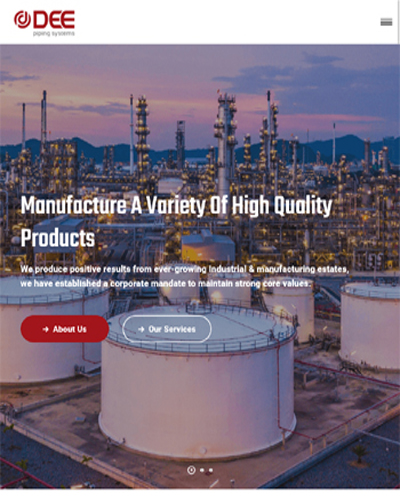 DEE
piping systems
Manufacture A Variety Of High Quality
Products
We produce positive results from ever-growing Industrial & manufacturing estates,
we have established a corporate mandate to maintain strong core values.
→ About Us
→ Our Services